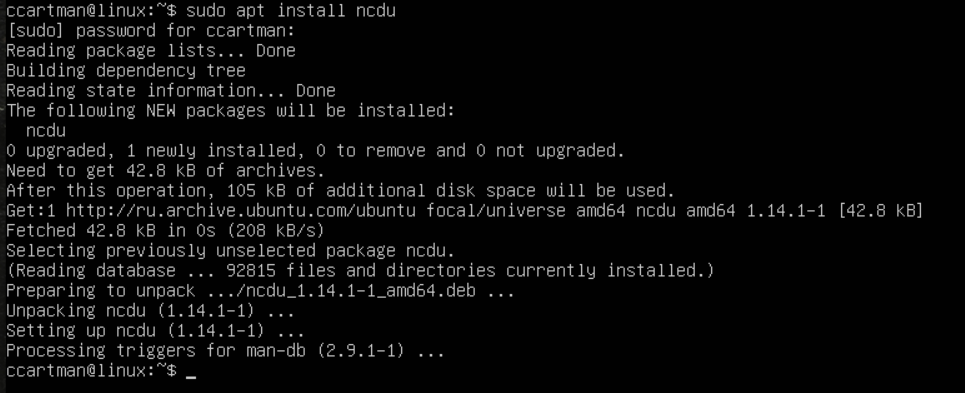 ccartman@linux:~$ sudo apt install ncdu
[sudo] password for ccartman:
Reading package lists... Done
Building dependency tree
Reading state information... Done
The following NEW packages will be installed:
  ncdu
0 upgraded, 1 newly installed, 0 to remove and 0 not upgraded.
Need to get 42.8 kB of archives.
After this operation, 105 kB of additional disk space will be used.
Get:1 http://ru.archive.ubuntu.com/ubuntu focal/universe amd64 ncdu amd64 1.14.1-1 [42.8 kB]
Fetched 42.8 kB in 0s (208 kB/s)
Selecting previously unselected package ncdu.
(Reading database ... 92815 files and directories currently installed.)
Preparing to unpack .../ncdu_1.14.1-1_amd64.deb ...
Unpacking ncdu (1.14.1-1) ...
Setting up ncdu (1.14.1-1) ...
Processing triggers for man-db (2.9.1-1) ...
ccartman@linux:~$ _